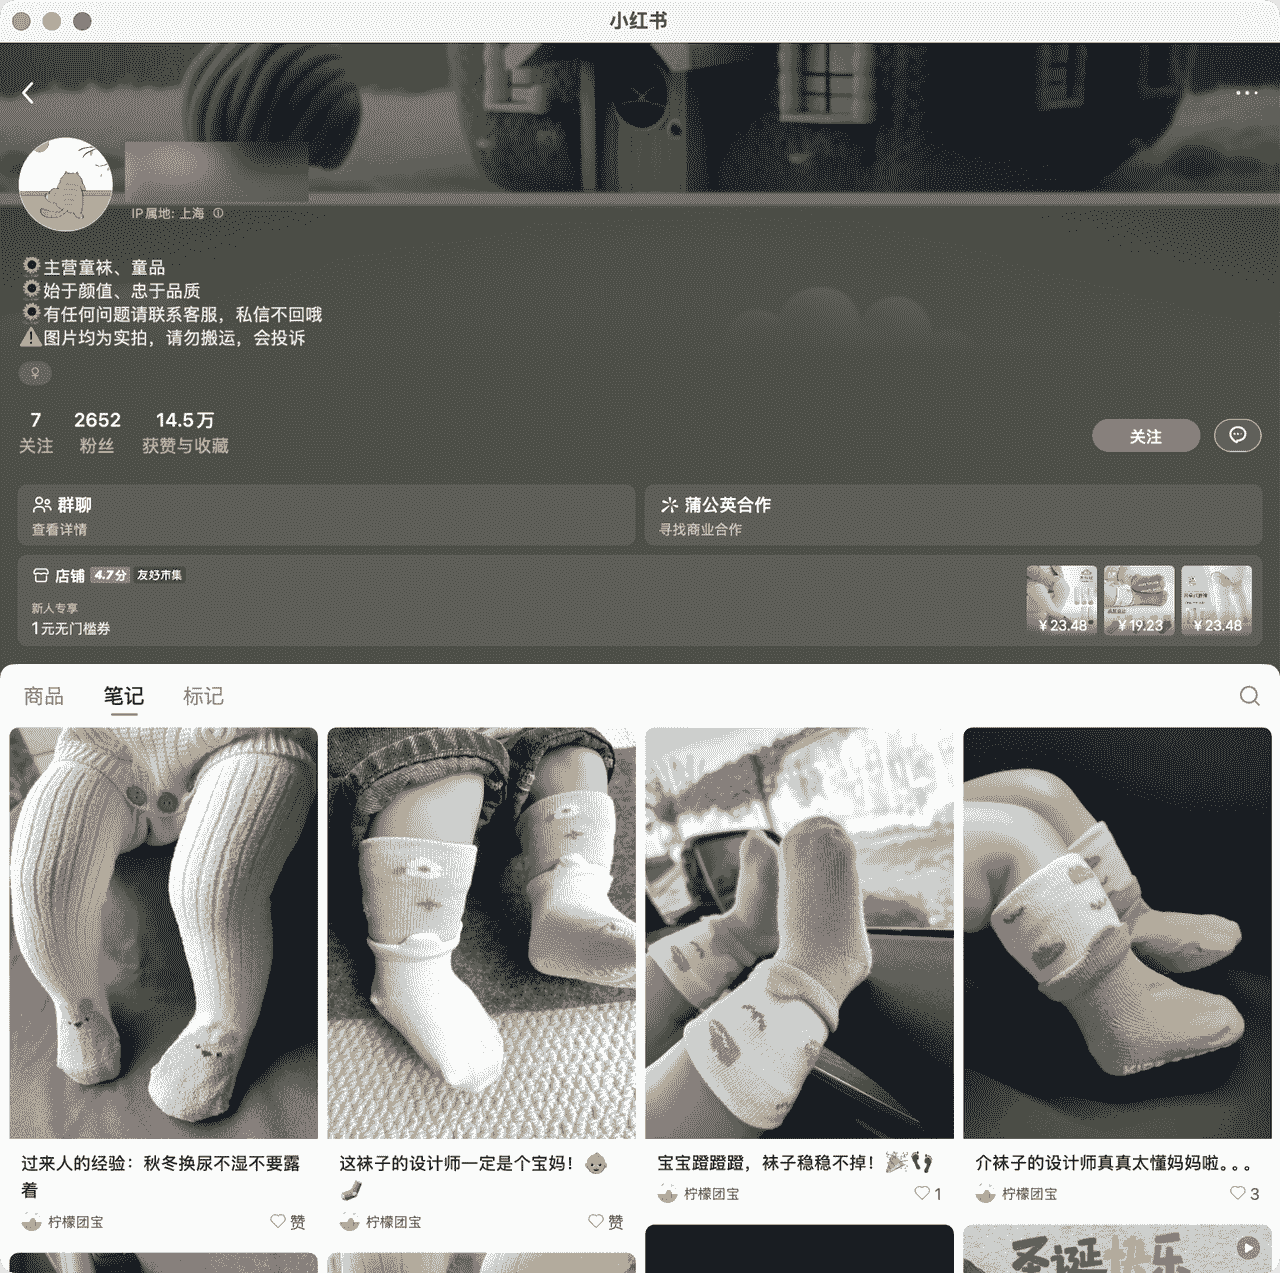 小红书
IP属地: 上海
主营童袜、童品
始于颜值、忠于品质
有任何问题请联系客服，私信不回哦
图片均为实拍，请勿搬运，会投诉
7 关注
2652 粉丝
14.5万 获赞与收藏
关注
群聊
查看详情
蒲公英合作
寻找商业合作
店铺 4.7分 友好市集
新人专享
1元无门槛券
¥23.48
¥19.23
¥23.48
商品 笔记 标记
过来人的经验：秋冬换尿不湿不要露着
柠檬团宝 赞
这袜子的设计师一定是个宝妈！👶🧦
柠檬团宝 赞
宝宝蹬蹬蹬，袜子稳稳不掉！🎉👣
柠檬团宝 1
介袜子的设计师真真太懂妈妈啦。。。
柠檬团宝 3
圣诞快乐